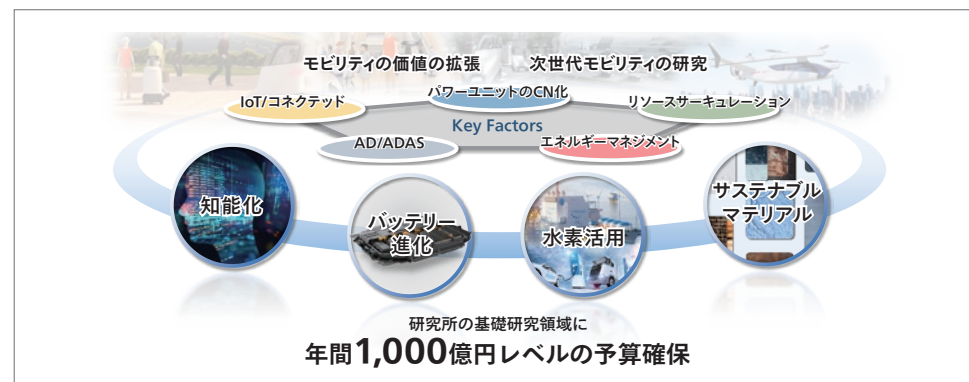 モビリティの価値の拡張
次世代モビリティの研究
IoT/コネクテッド
パワーユニットのCN化
リソースサーキュレーション
Key Factors
AD/ADAS
エネルギーマネジメント
知能化
バッテリー
進化
水素活用
サステナブル
マテリアル
研究所の基礎研究領域に
年間1,000億円レベルの予算確保